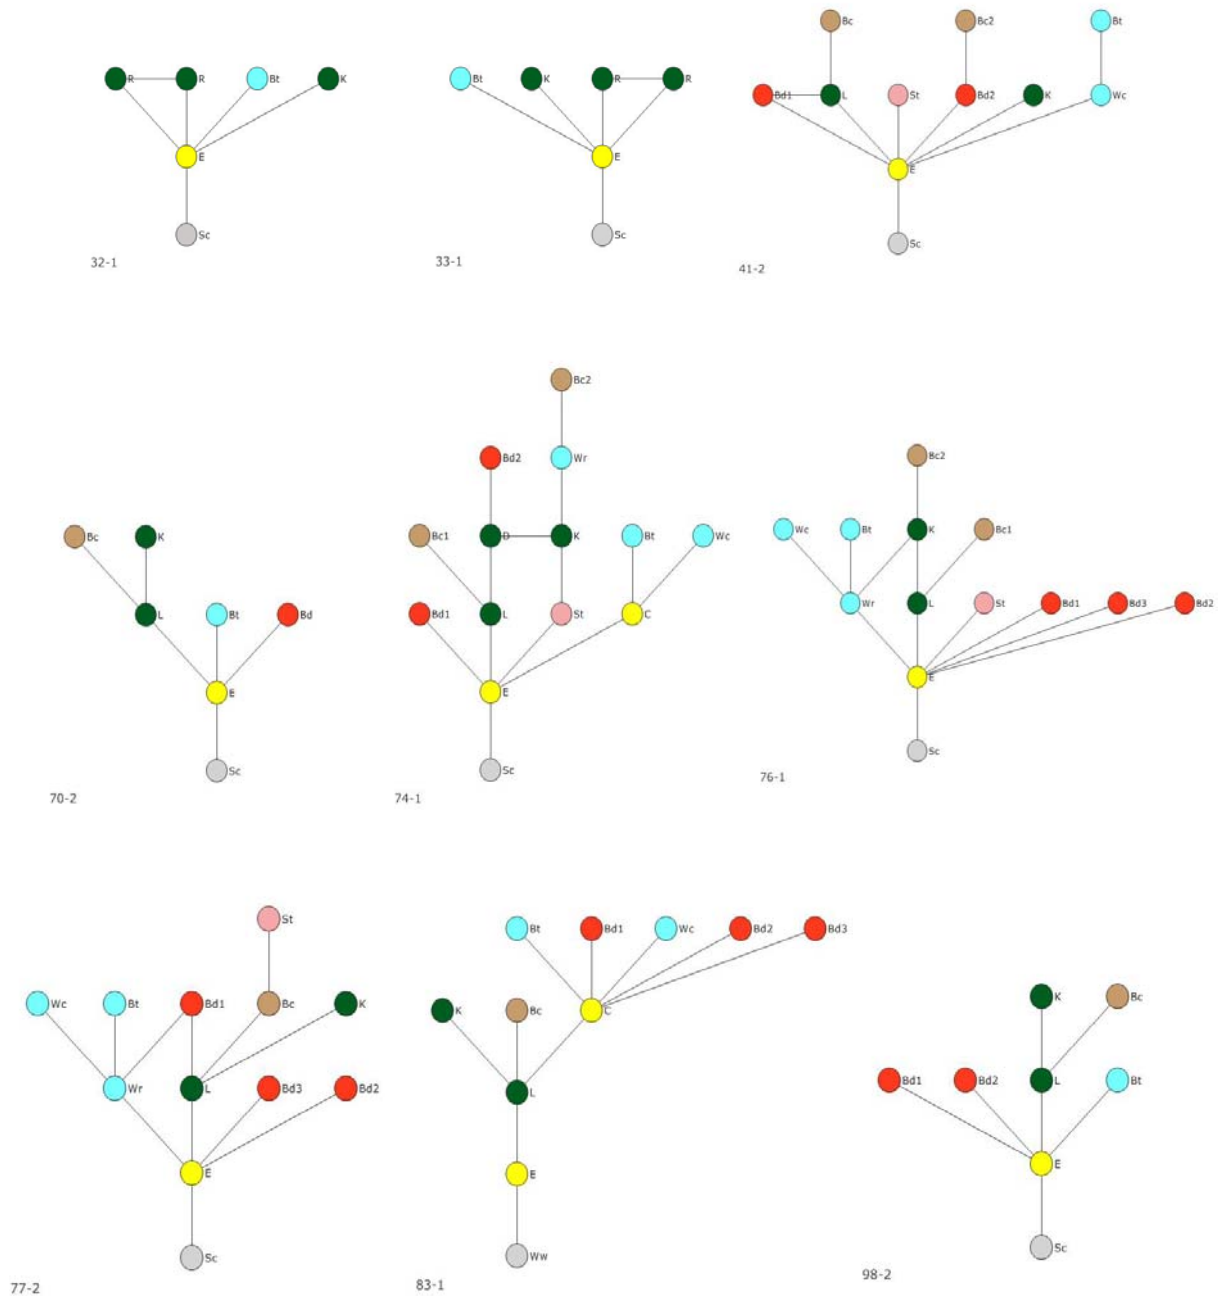 Bc Bc2 Bt
R R Bt K
Bt K R R
Bd1 L St Bd2 K Wc
E
E
E
Sc
Sc
Sc
32-1
33-1
41-2
Bc2
Bd2 Wr
Bc2
Bc K
Bc1 D K Bt Wc
Wc Bt K Bc1
L Bt Bd
Bd1 L St C
Wr L St Bd1 Bd3 Bd2
E
E
E
Sc
Sc
Sc
70-2
74-1
76-1
St
Bt Bd1 Wc Bd2 Bd3
Wc Bt Bd1 Bc K
K Bc C
K Bc
Wr L Bd3 Bd2
L
Bd1 Bd2 L Bt
E
E
E
Sc
Ww
Sc
77-2
83-1
98-2